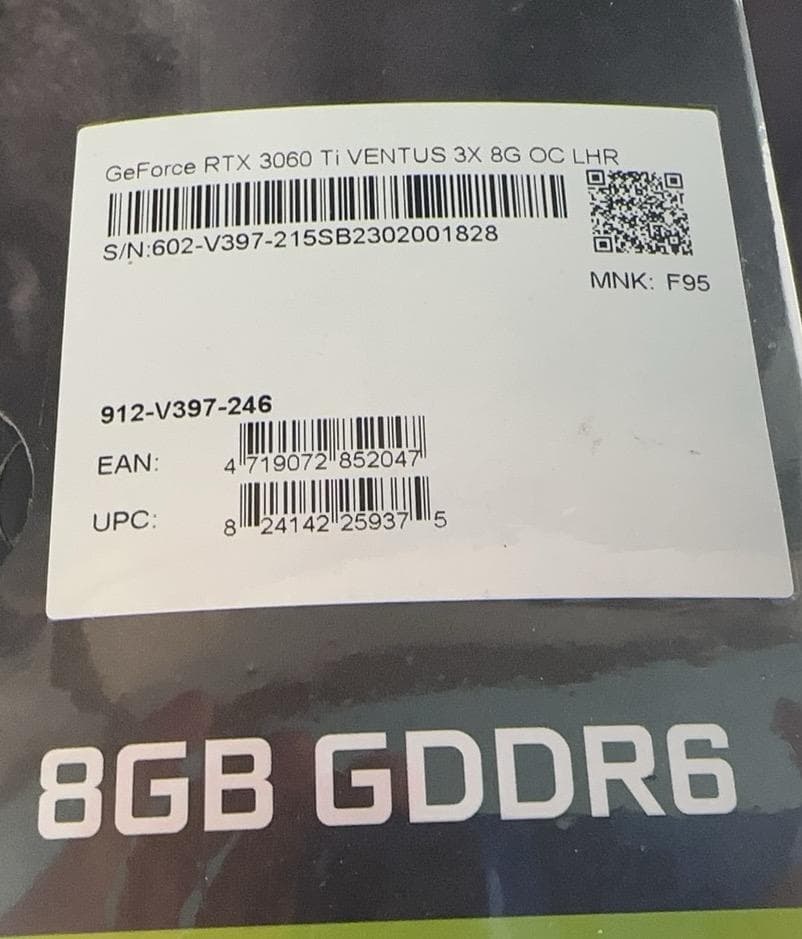 GeForce RTX 3060 Ti VENTUS 3X 8G OC LHR
S/N:602-V397-215SB2302001828
MNK: F95
912-V397-246
EAN: 4 719072 852047
UPC: 8 24142 25937 5
8GB GDDR6